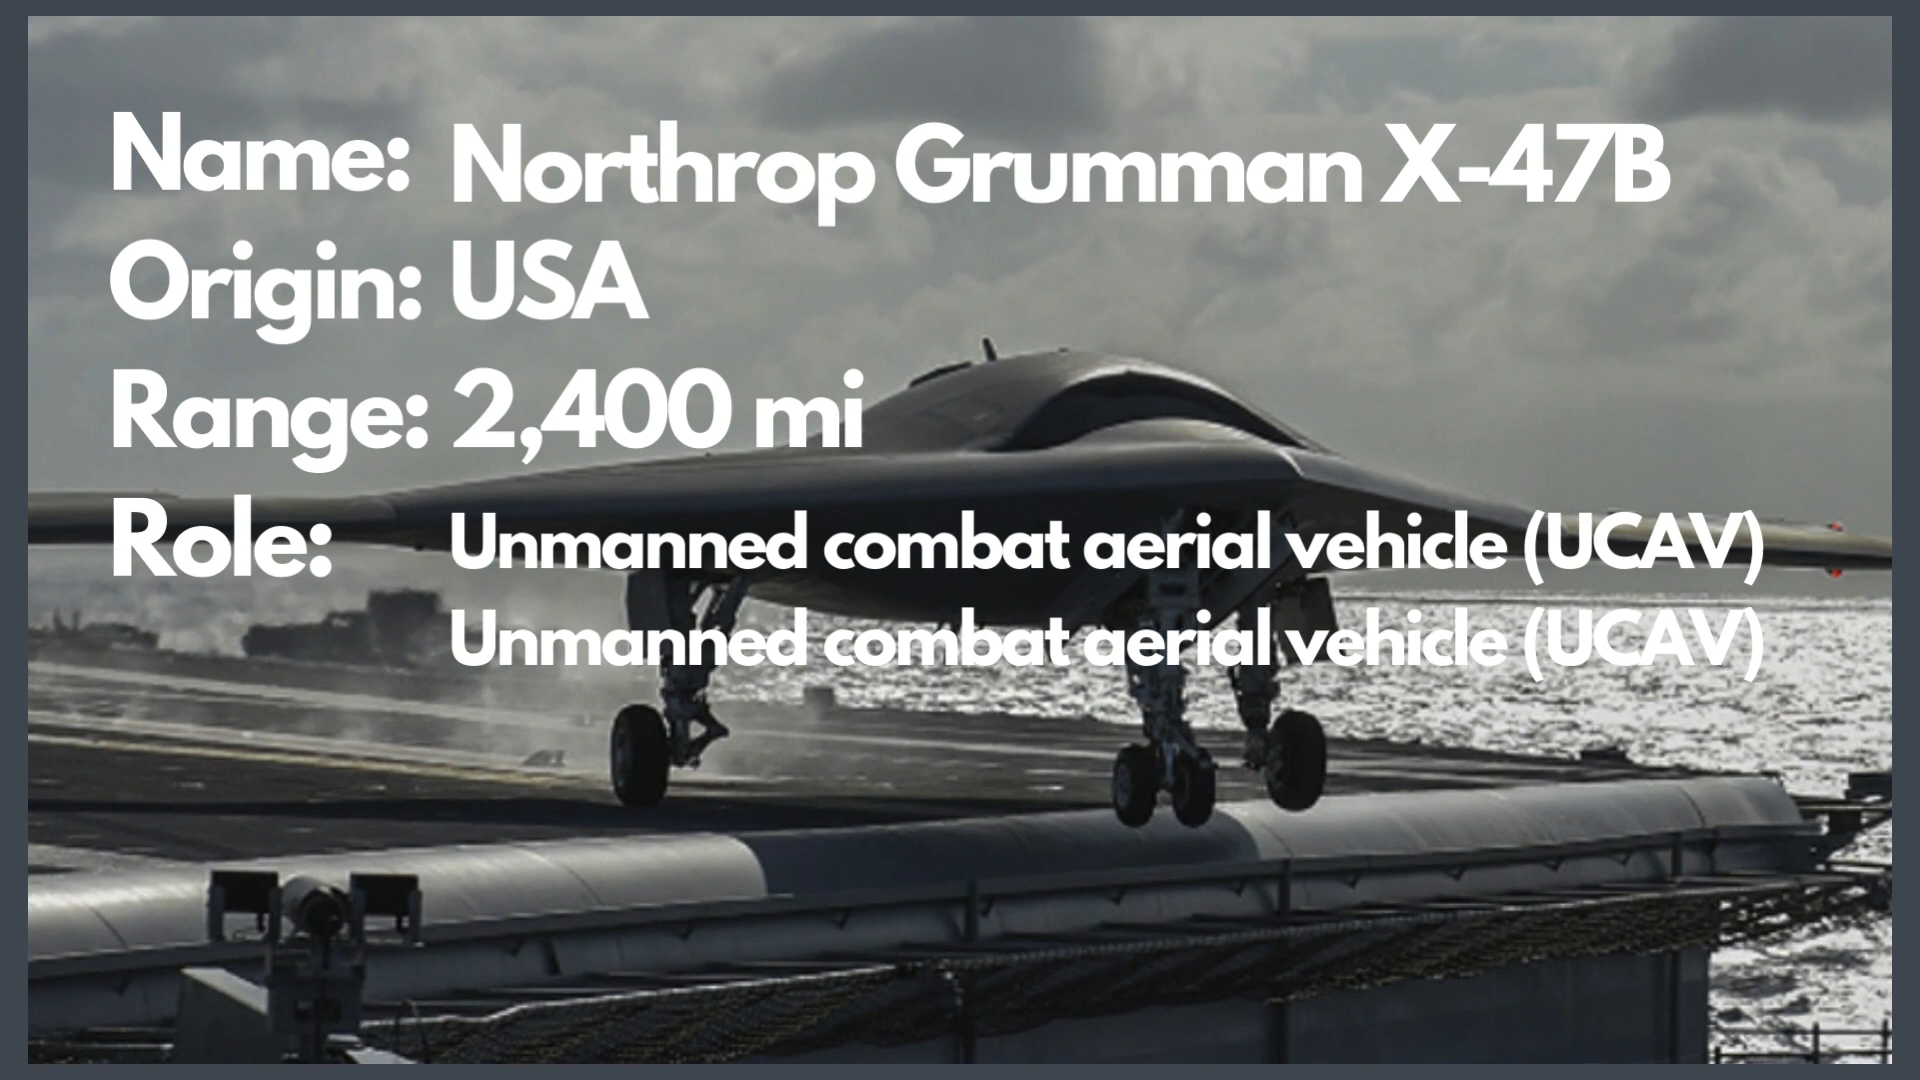 Name: Northrop Grumman X-47B
Origin: USA
Range: 2,400 mi
Role: Unmanned combat aerial vehicle (UCAV)
Unmanned combat aerial vehicle (UCAV)